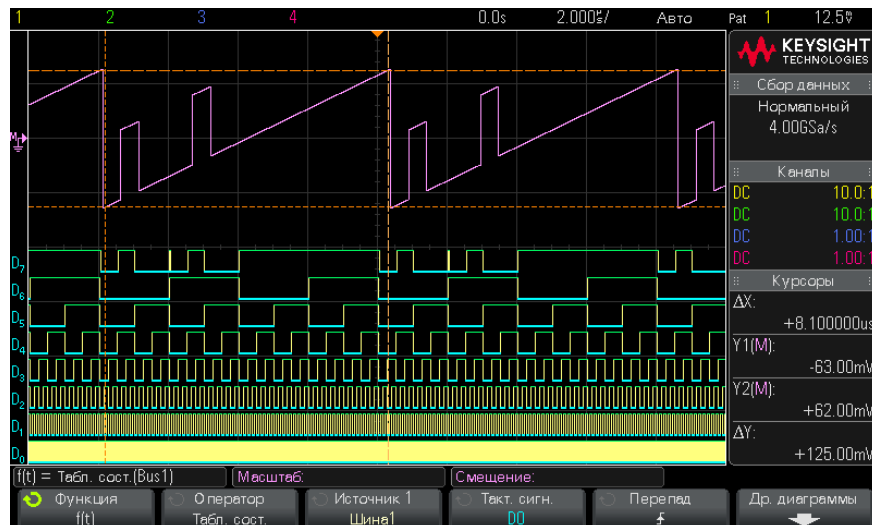 1 2 3 4 0.0s 2.000㎲/ Авто Pat 1 12.5⩒
KEYSIGHT
TECHNOLOGIES
Сбор данных
Нормальный
4.00GSa/s
Каналы
DC 10.0:1
DC 10.0:1
DC 1.00:1
DC 1.00:1
Курсоры
ΔX:
+8.100000us
Y1(M):
-63.00mV
Y2(M):
+62.00mV
ΔY:
+125.00mV
M
D7
D6
D5
D4
D3
D2
D1
D0
f(t) = Табл. сост.(Bus1) Масштаб: Смещение:
Функция Оператор Источник 1 Такт. сигн. Перепад Др. диаграммы
f(t) Табл. сост. Шина1 D0